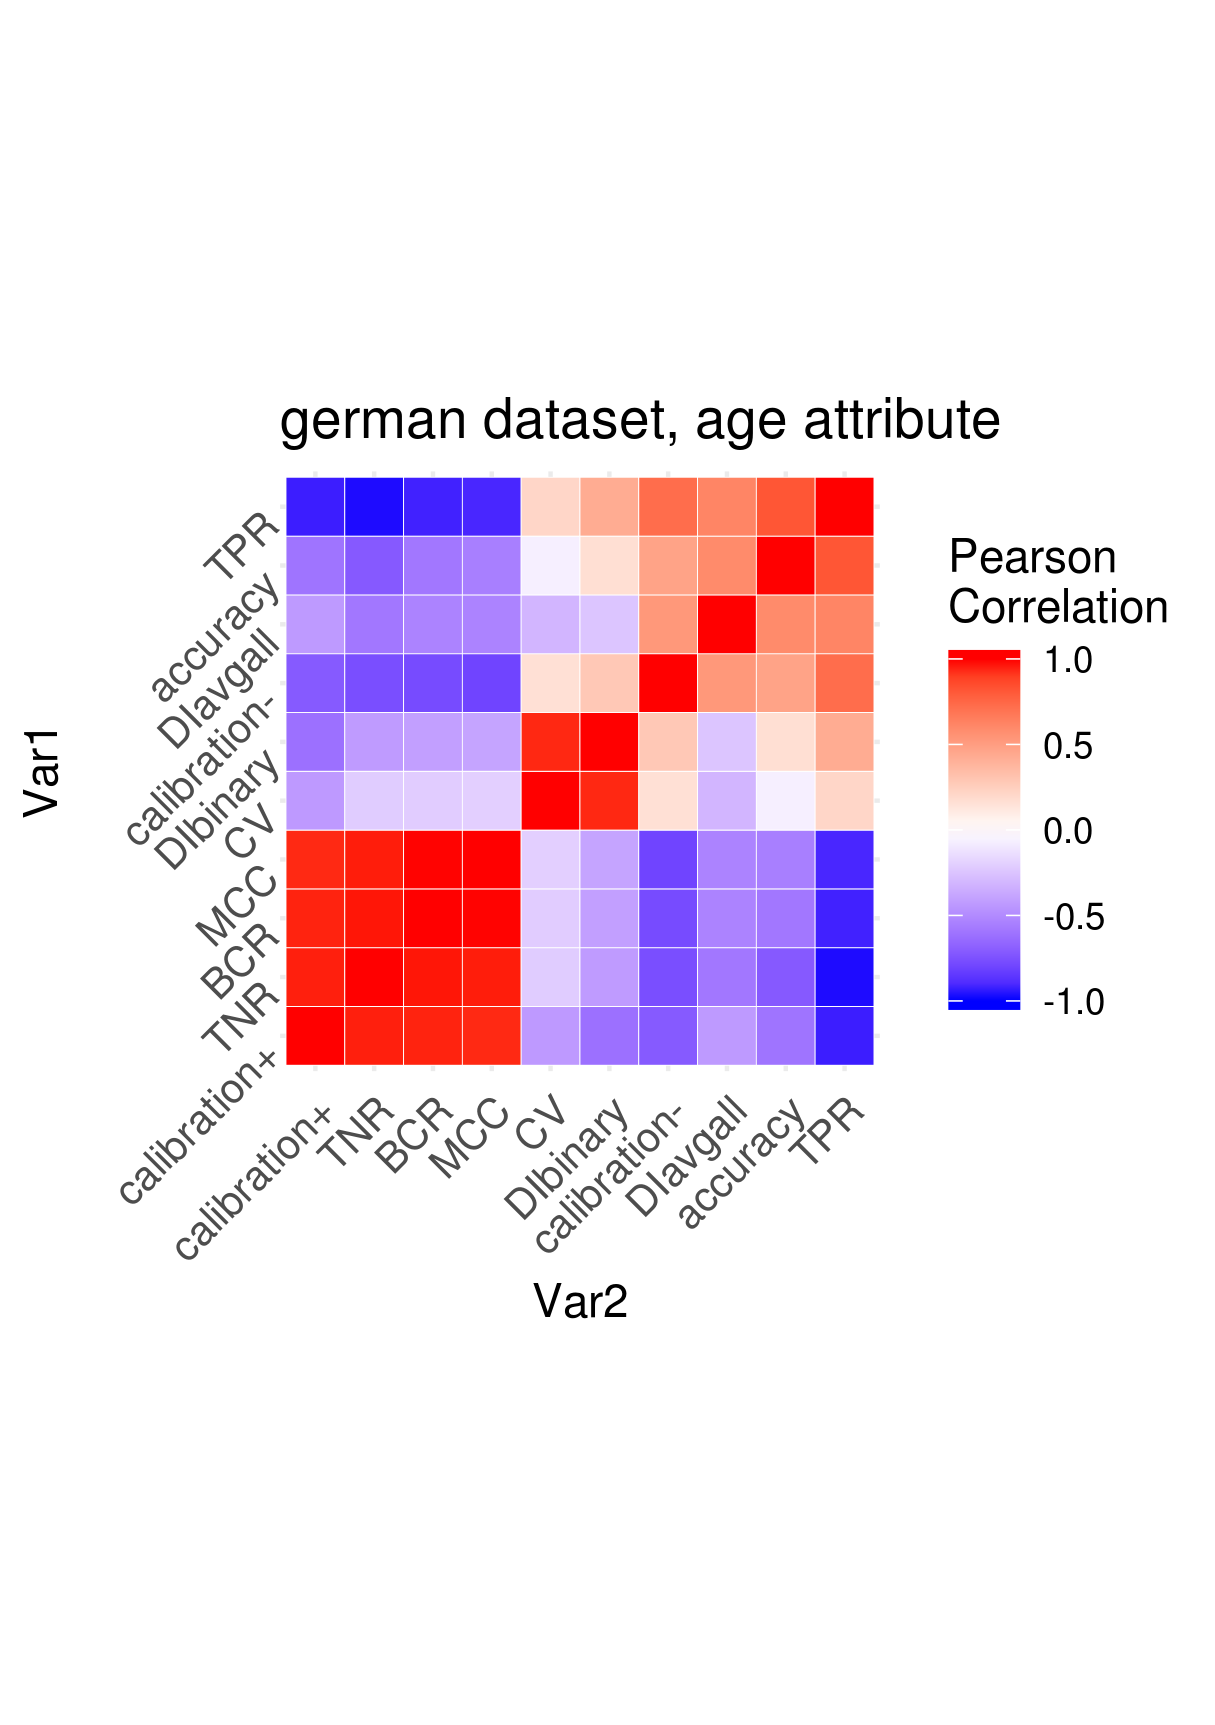 german dataset, age attribute
Var1
TPR
accuracy
DIavgall
calibration-
DIbinary
CV
MCC
BCR
TNR
calibration+
calibration+
TNR
BCR
MCC
CV
DIbinary
calibration-
DIavgall
accuracy
TPR
Var2
Pearson
Correlation
1.0
0.5
0.0
-0.5
-1.0